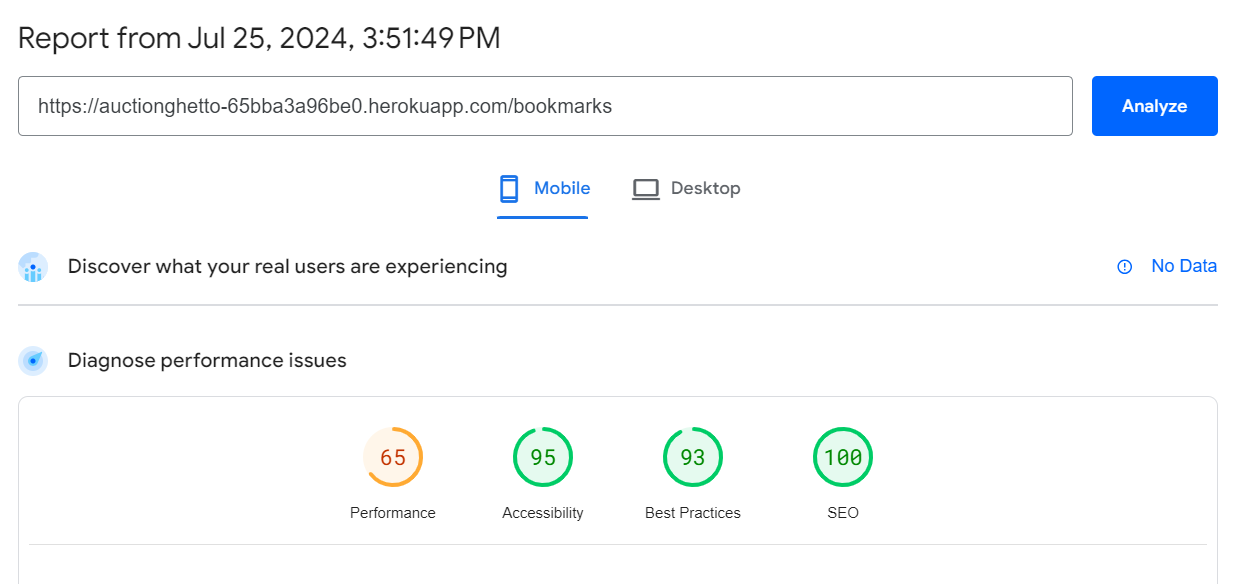 Report from Jul 25, 2024, 3:51:49 PM
https://auctionghetto-65bba3a96be0.herokuapp.com/bookmarks
Analyze
Mobile
Desktop
Discover what your real users are experiencing
No Data
Diagnose performance issues
65
95
93
100
Performance
Accessibility
Best Practices
SEO